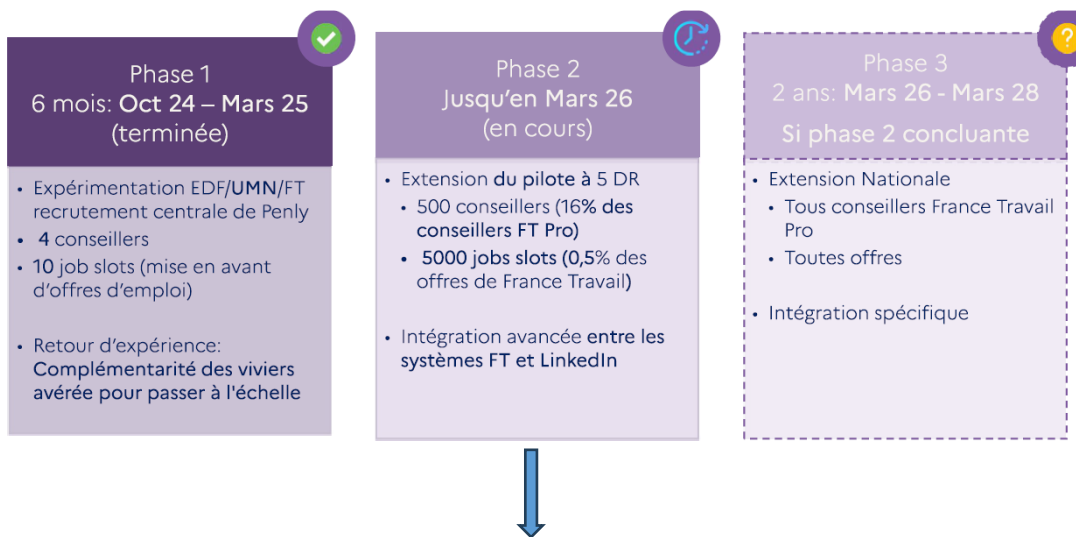 Phase 1
6 mois: Oct 24 – Mars 25
(terminée)
• Expérimentation EDF/UMN/FT
recrutement centrale de Penly
• 4 conseillers
• 10 job slots (mise en avant
d'offres d'emploi)
• Retour d'expérience:
Complémentarité des viviers
avérée pour passer à l'échelle
Phase 2
Jusqu'en Mars 26
(en cours)
• Extension du pilote à 5 DR
• 500 conseillers (16% des
conseillers FT Pro)
• 5000 jobs slots (0,5% des
offres de France Travail)
• Intégration avancée entre les
systèmes FT et LinkedIn
?
Phase 3
2 ans: Mars 26 - Mars 28
Si phase 2 concluante
• Extension Nationale
• Tous conseillers France Travail
Pro
• Toutes offres
• Intégration spécifique